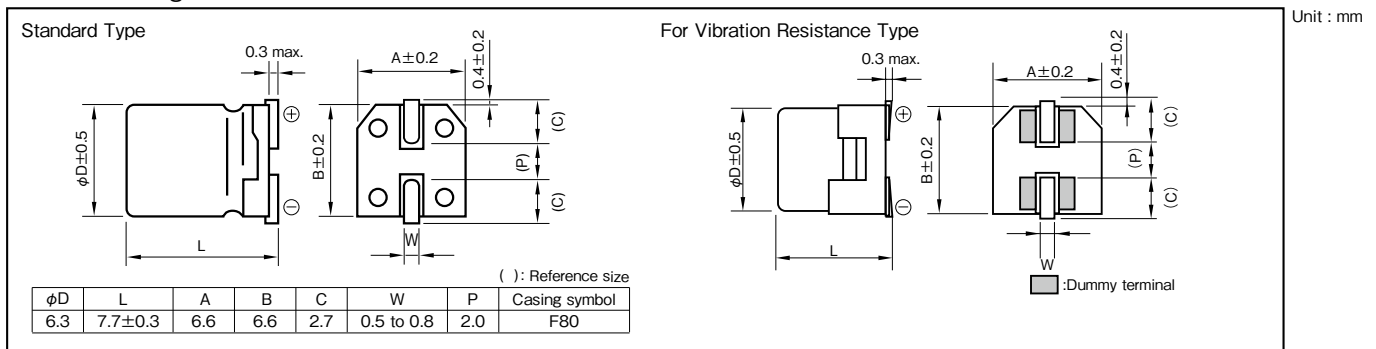 Unit : mm
Standard Type
0.3 max.
A±0.2
0.4±0.2
φD±0.5
⊕
⊖
L
B±0.2
(C)
(P)
(C)
W
( ): Reference size
φD L A B C W P Casing symbol
6.3 7.7±0.3 6.6 6.6 2.7 0.5 to 0.8 2.0 F80
For Vibration Resistance Type
0.3 max.
A±0.2
0.4±0.2
φD±0.5
⊕
⊖
L
B±0.2
(C)
(P)
(C)
W
:Dummy terminal